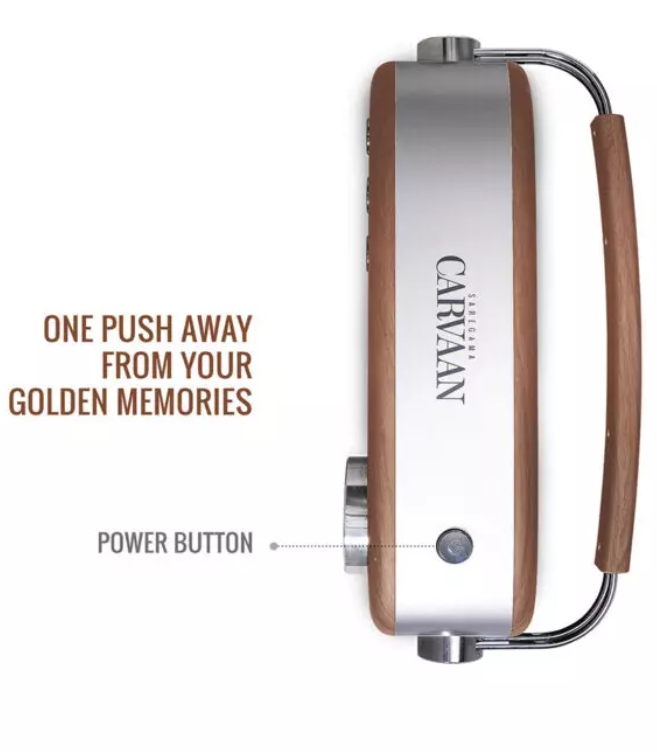 ONE PUSH AWAY
FROM YOUR
GOLDEN MEMORIES
SAREGAMA
CARVAAN
POWER BUTTON